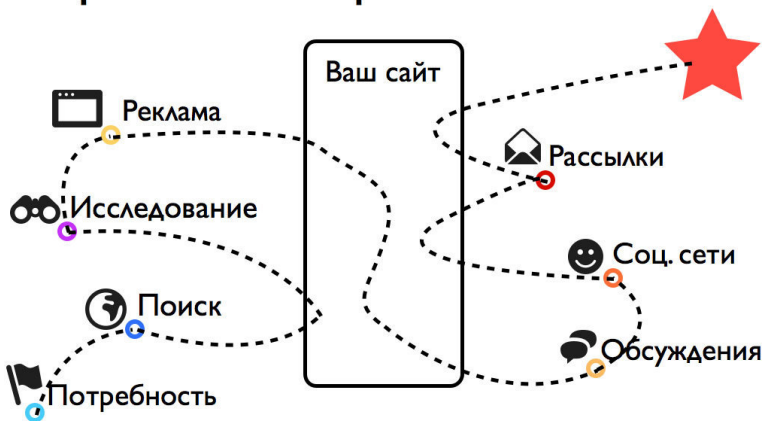 Ваш сайт
Реклама
Рассылки
Исследование
Соц. сети
Поиск
Обсуждения
Потребность